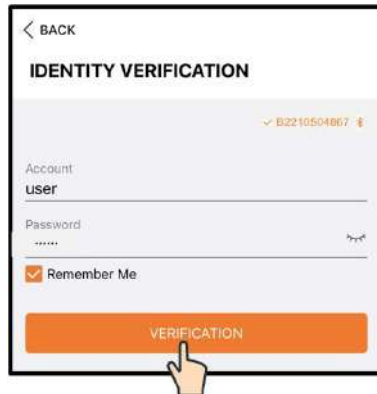 < BACK
IDENTITY VERIFICATION
✓ B2210504867
Account
user
Password
······
Remember Me
VERIFICATION